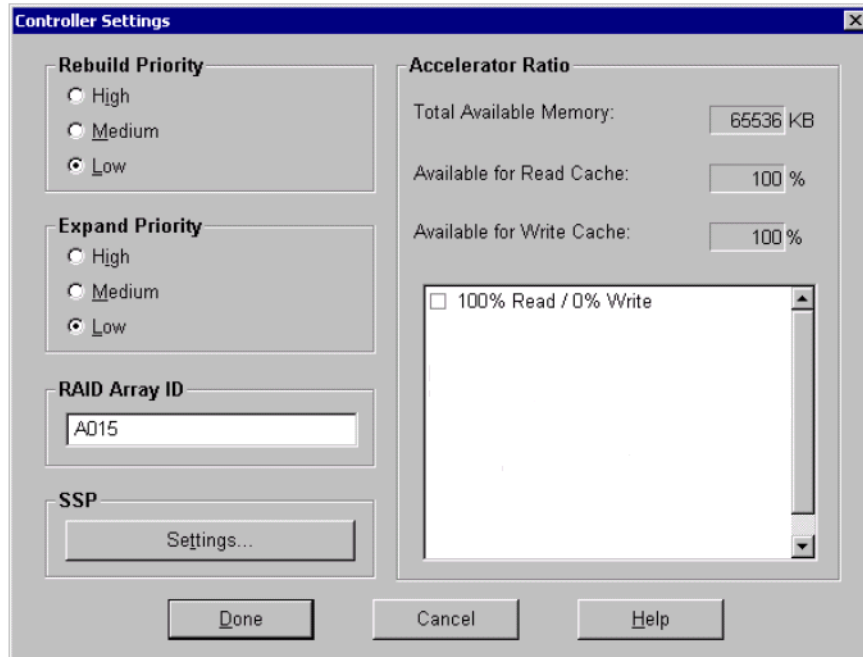 Controller Settings
Rebuild Priority
High
Medium
Low
Expand Priority
High
Medium
Low
RAID Array ID
A015
SSP
Settings...
Accelerator Ratio
Total Available Memory: 65536 KB
Available for Read Cache: 100 %
Available for Write Cache: 100 %
100% Read / 0% Write
Done Cancel Help